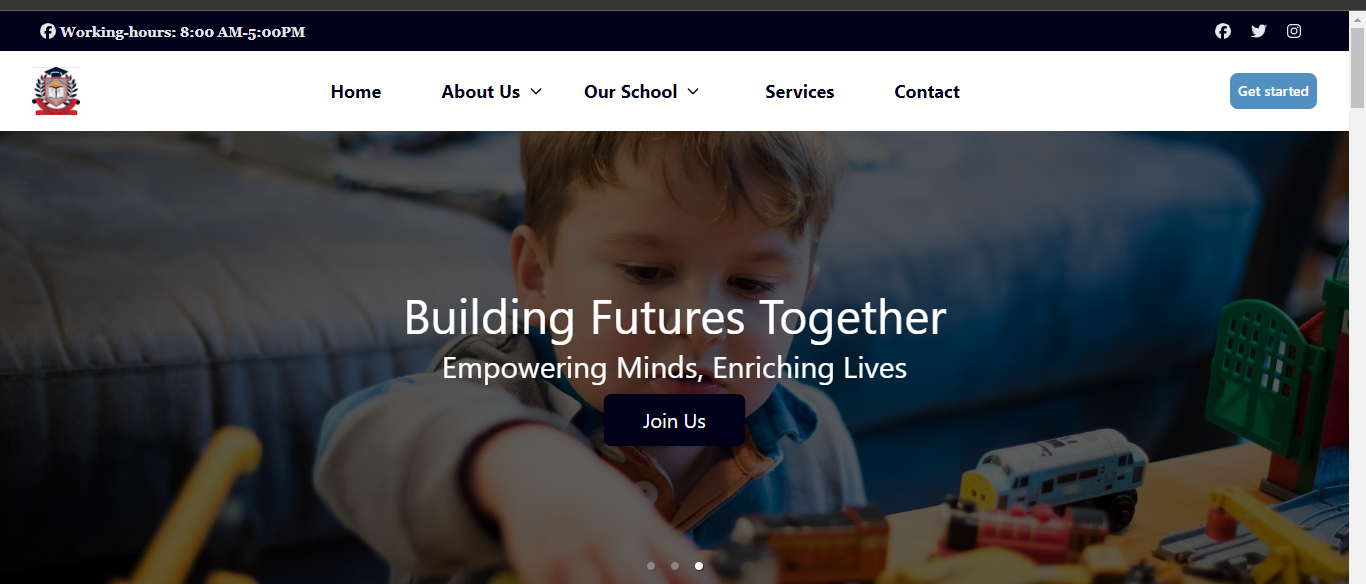 Working-hours: 8:00 AM-5:00PM
Home About Us Our School Services Contact Get started
Building Futures Together
Empowering Minds, Enriching Lives
Join Us